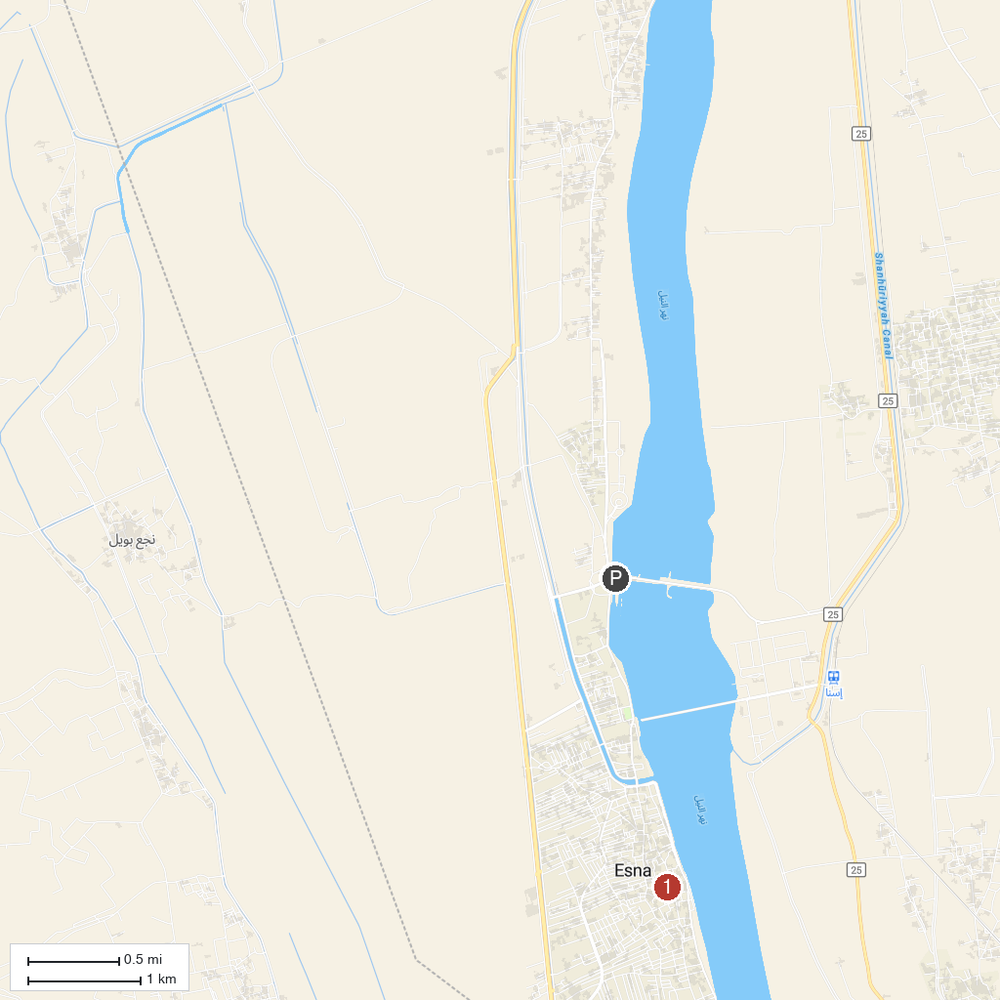 25
نهر النيل
Shanhūriyyah Canal
25
نجع بويل
P
25
إسنا
نهر النيل
Esna
25
1
0.5 mi
1 km